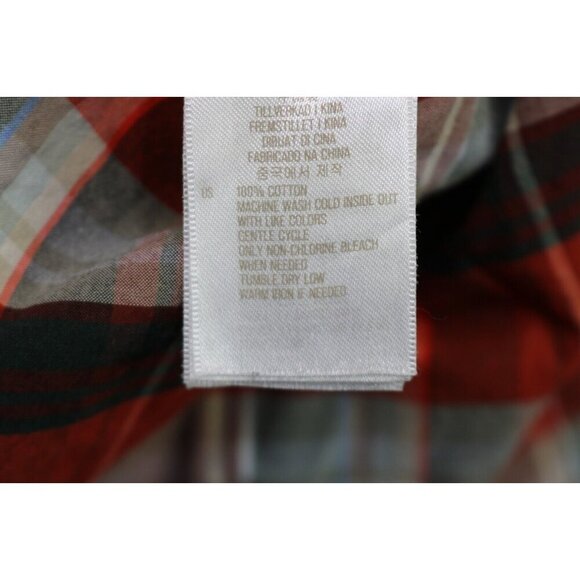 TILLVERKAD I KINA
FREMSTILLET I KINA
DIBUAT DI CINA
FABRICADO NA CHINA
중국에서 제작
US 100% COTTON
MACHINE WASH COLD INSIDE OUT
WITH LIKE COLORS
GENTLE CYCLE
ONLY NON-CHLORINE BLEACH
WHEN NEEDED
TUMBLE DRY LOW
WARM IRON IF NEEDED